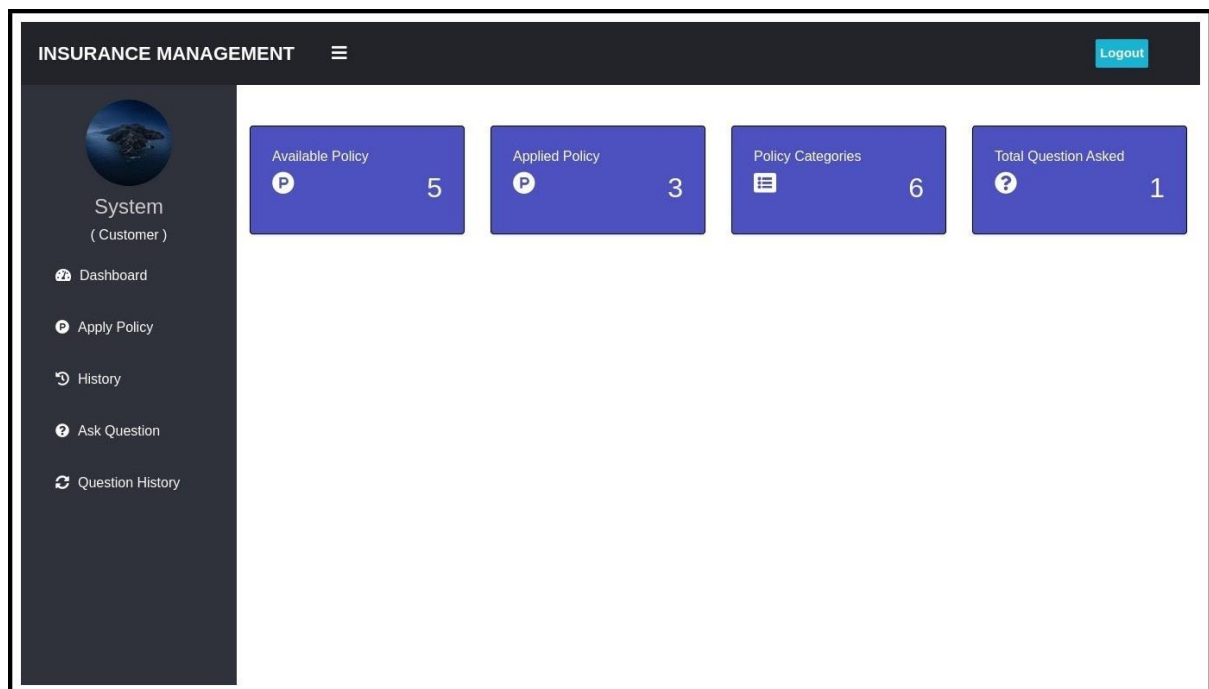 INSURANCE MANAGEMENT
Logout
System
( Customer )
Dashboard
Apply Policy
History
Ask Question
Question History
Available Policy
P
5
Applied Policy
P
3
Policy Categories
6
Total Question Asked
?
1